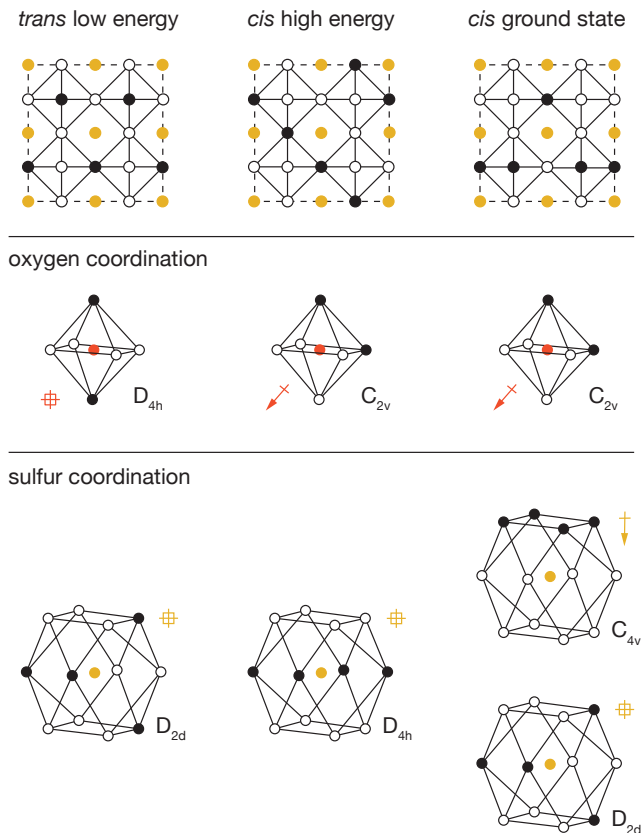 trans low energy
cis high energy
cis ground state
oxygen coordination
D4h
C2v
C2v
sulfur coordination
C4v
D2d
D4h
D2d